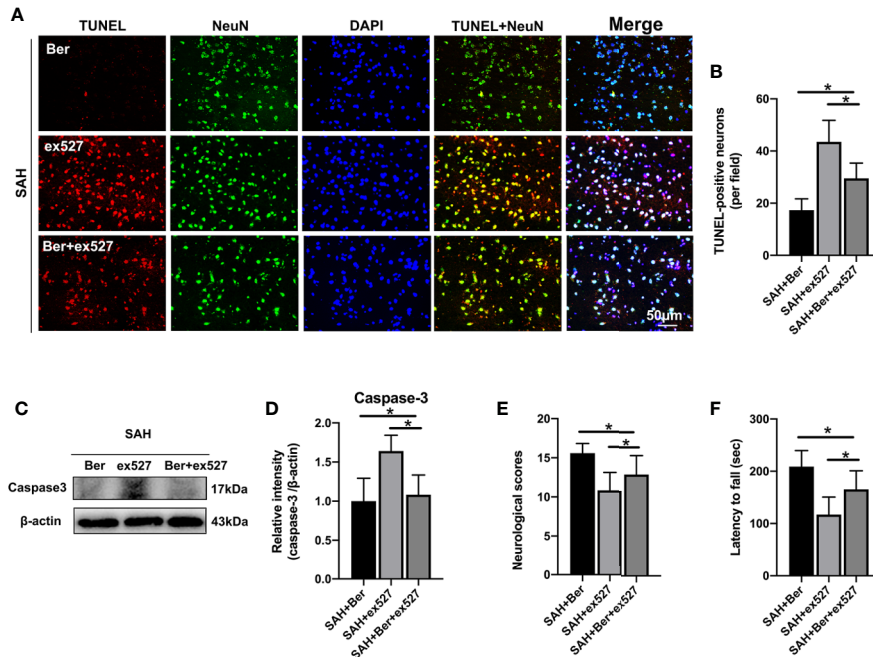 A
TUNEL NeuN DAPI TUNEL+NeuN Merge
SAH
Ber
ex527
Ber+ex527
50μm
B
*
*
TUNEL-positive neurons
(per field)
60
40
20
0
SAH+Ber
SAH+ex527
SAH+Ber+ex527
C
SAH
Ber ex527 Ber+ex527
Caspase3 17kDa
β-actin 43kDa
D
Caspase-3
*
*
Relative intensity
(caspase-3 /β-actin)
2.0
1.5
1.0
0.5
0.0
SAH+Ber
SAH+ex527
SAH+Ber+ex527
E
*
*
Neurological scores
20
15
10
5
0
SAH+Ber
SAH+ex527
SAH+Ber+ex527
F
*
*
Latency to fall (sec)
300
200
100
0
SAH+Ber
SAH+ex527
SAH+Ber+ex527